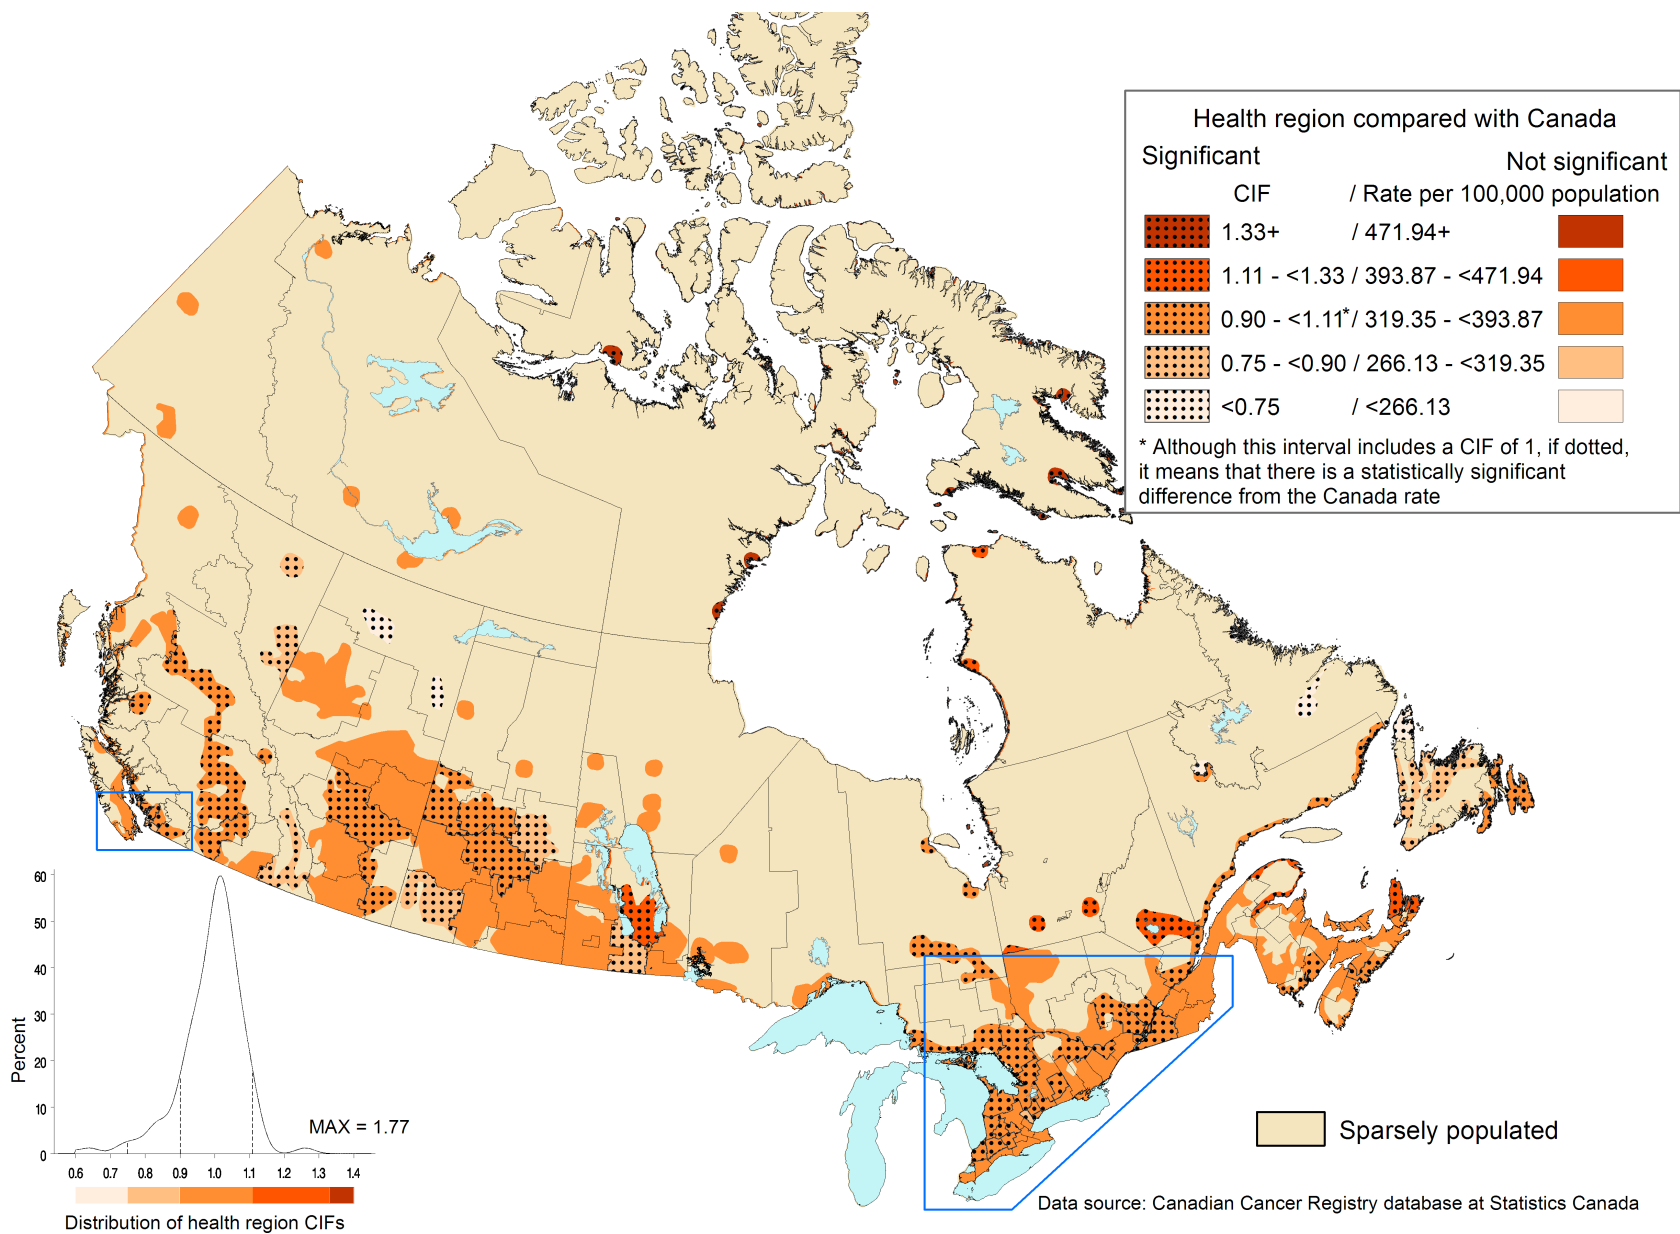 Health region compared with Canada
Significant
Not significant
CIF / Rate per 100,000 population
1.33+ / 471.94+
1.11 - <1.33 / 393.87 - <471.94
0.90 - <1.11* / 319.35 - <393.87
0.75 - <0.90 / 266.13 - <319.35
<0.75 / <266.13
* Although this interval includes a CIF of 1, if dotted,
it means that there is a statistically significant
difference from the Canada rate
60
50
40
30
20
10
0
Percent
MAX = 1.77
0.6 0.7 0.8 0.9 1.0 1.1 1.2 1.3 1.4
Distribution of health region CIFs
Sparsely populated
Data source: Canadian Cancer Registry database at Statistics Canada